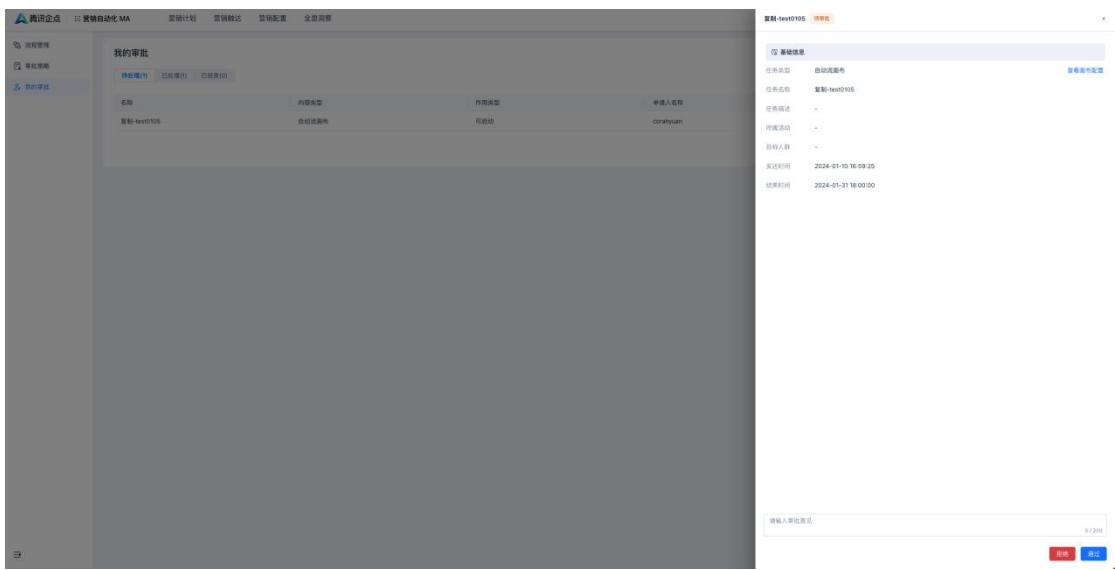 腾讯企点 营销自动化 MA 营销计划 营销触达 营销配置 全息洞察
流程管理
审批策略
我的审批
我的审批
待处理(1) 已处理(1) 已转交(0)
名称 内容类型 作用类型 申请人名称
复制-test0105 自动流画布 可启动 corahyuan
复制-test0105 待审批
基础信息
任务类型 自动流画布 查看画布配置
任务名称 复制-test0105
任务描述 -
所属活动 -
目标人群 -
发送时间 2024-01-10 16:59:25
结束时间 2024-01-31 18:00:00
请输入审批意见
0 / 200
拒绝 通过